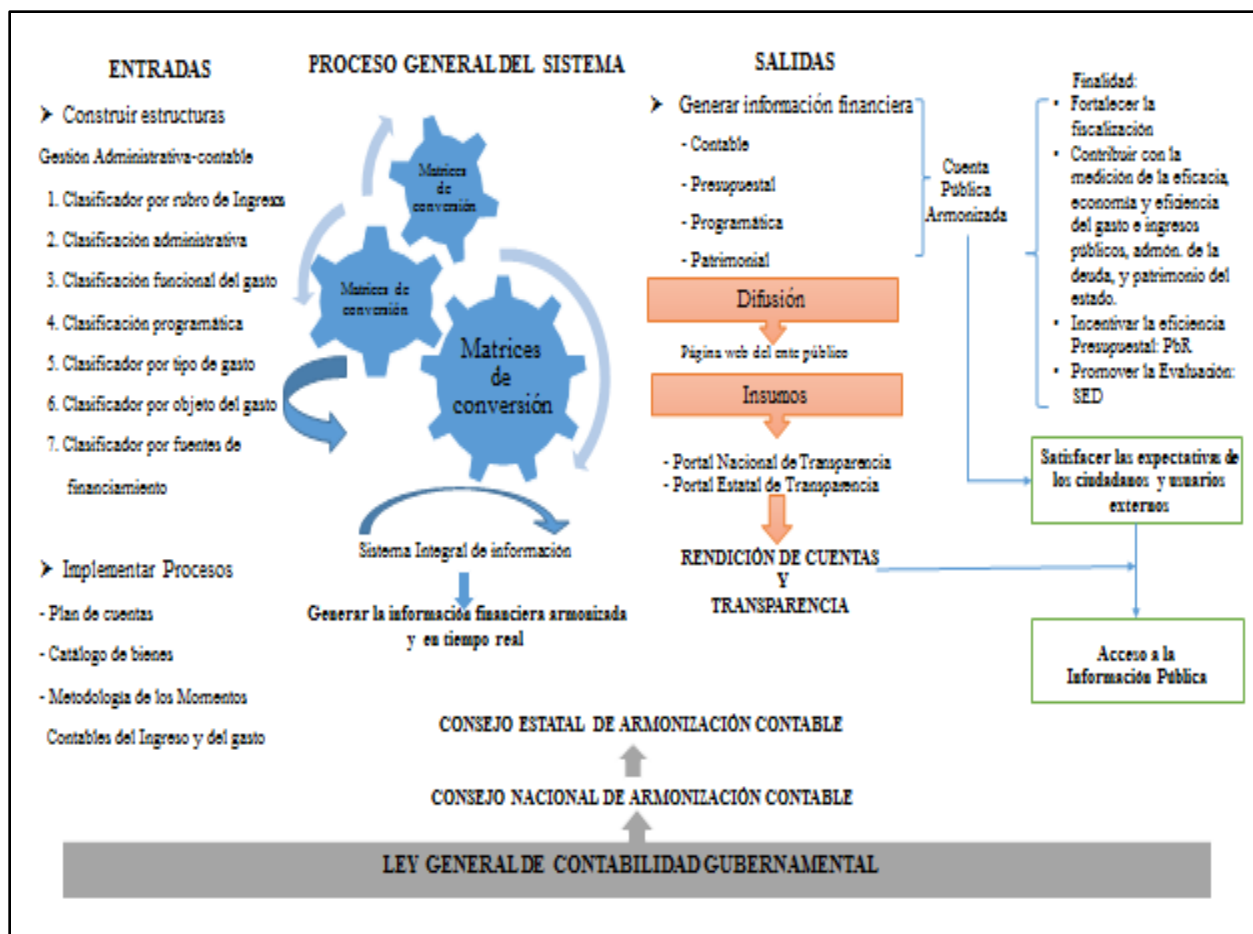 ENTRADAS
➤ Construir estructuras
Gestión Administrativa-contable
1. Clasificador por rubro de Ingresos
2. Clasificación administrativa
3. Clasificación funcional del gasto
4. Clasificación programática
5. Clasificador por tipo de gasto
6. Clasificador por objeto del gasto
7. Clasificador por fuentes de
financiamiento
➤ Implementar Procesos
- Plan de cuentas
- Catálogo de bienes
- Metodología de los Momentos
Contables del Ingreso y del gasto
PROCESO GENERAL DEL SISTEMA
Matrices
de
conversión
Matrices de
conversión
Matrices
de
conversión
Sistema Integral de información
Generar la información financiera armonizada
y en tiempo real
SALIDAS
➤ Generar información financiera
- Contable
- Presupuestal
- Programática
- Patrimonial
Difusión
Página web del ente público
Insumos
- Portal Nacional de Transparencia
- Portal Estatal de Transparencia
RENDICIÓN DE CUENTAS
Y
TRANSPARENCIA
Cuenta
Pública
Armonizada
Finalidad:
• Fortalecer la
fiscalización
• Contribuir con la
medición de la eficacia,
economía y eficiencia
del gasto e ingresos
públicos, admón. de la
deuda, y patrimonio del
estado.
• Incentivar la eficiencia
Presupuestal: PbR
• Promover la Evaluación:
SED
Satisfacer las expectativas de
los ciudadanos y usuarios
externos
Acceso a la
Información Pública
CONSEJO ESTATAL DE ARMONIZACIÓN CONTABLE
CONSEJO NACIONAL DE ARMONIZACIÓN CONTABLE
LEY GENERAL DE CONTABILIDAD GUBERNAMENTAL